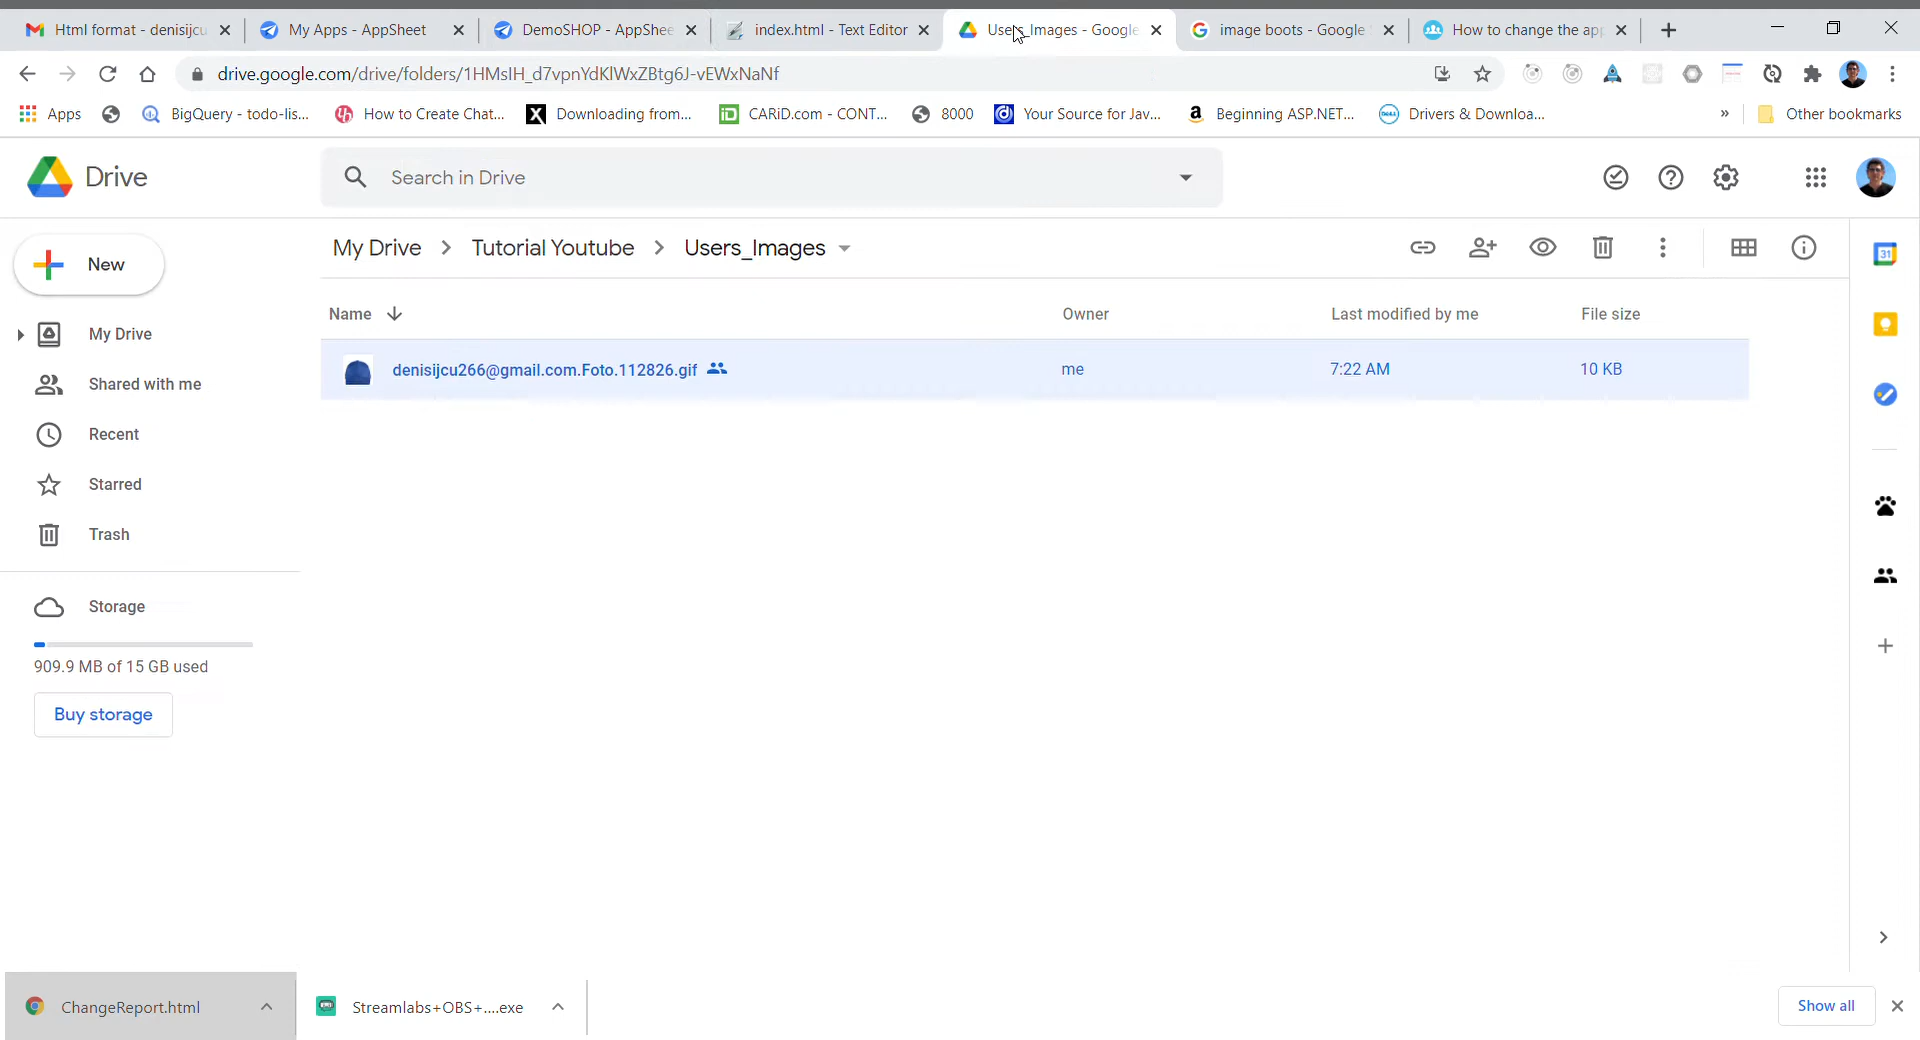 Html format - denisijcu
My Apps - AppSheet
DemoSHOP - AppShee
index.html - Text Editor
Users_Images - Google
image boots - Google
How to change the app
drive.google.com/drive/folders/1HMsIH_d7vpnYdKlWxZBtg6J-vEWxNaNf
Apps
BigQuery - todo-lis...
How to Create Chat...
Downloading from...
CARiD.com - CONT...
8000
Your Source for Jav...
Beginning ASP.NET...
Drivers & Downloa...
»
Other bookmarks
Drive
Search in Drive
New
My Drive
Shared with me
Recent
Starred
Trash
Storage
909.9 MB of 15 GB used
Buy storage
My Drive > Tutorial Youtube > Users_Images
Name Owner Last modified by me File size
denisijcu266@gmail.com.Foto.112826.gif me 7:22 AM 10 KB
31
ChangeReport.html
Streamlabs+OBS+....exe
Show all